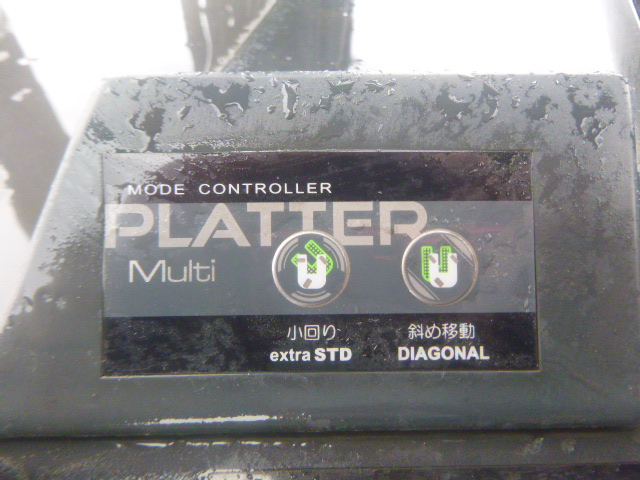 MODE CONTROLLER
PLATTER
Multi
小回り
斜め移動
extra STD
DIAGONAL